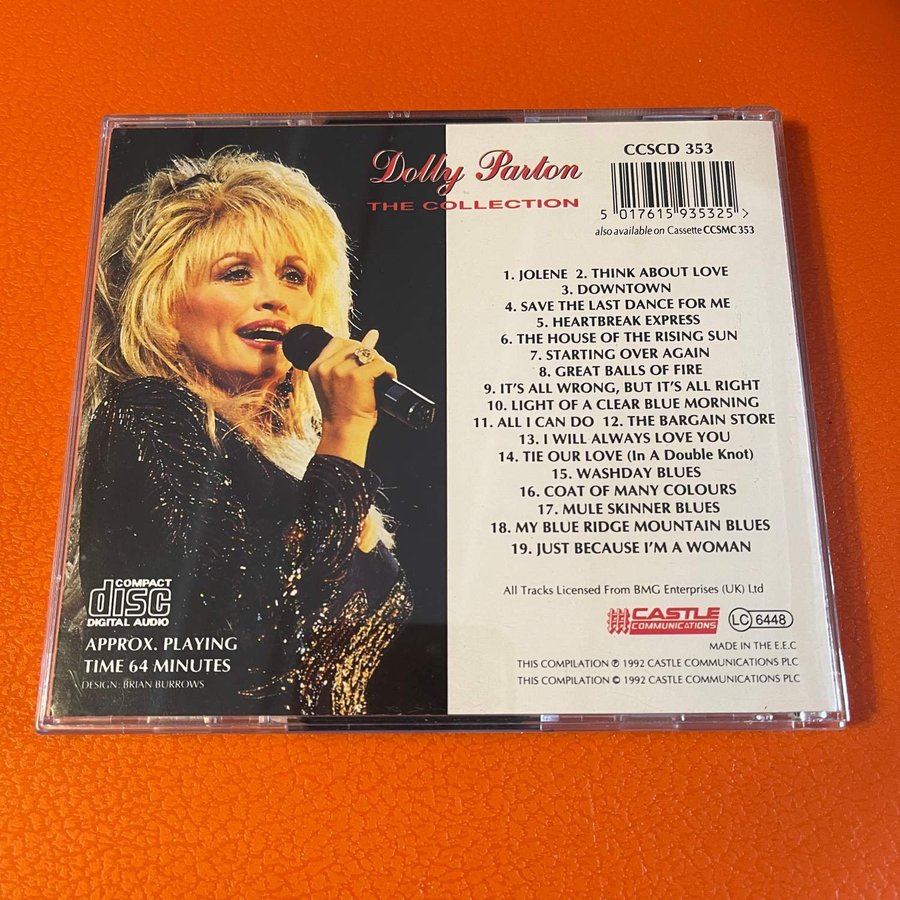 Dolly Parton
THE COLLECTION
CCSCD 353
5 017615 935325 >
also available on Cassette CCSMC 353
1. JOLENE 2. THINK ABOUT LOVE
3. DOWNTOWN
4. SAVE THE LAST DANCE FOR ME
5. HEARTBREAK EXPRESS
6. THE HOUSE OF THE RISING SUN
7. STARTING OVER AGAIN
8. GREAT BALLS OF FIRE
9. IT'S ALL WRONG, BUT IT'S ALL RIGHT
10. LIGHT OF A CLEAR BLUE MORNING
11. ALL I CAN DO 12. THE BARGAIN STORE
13. I WILL ALWAYS LOVE YOU
14. TIE OUR LOVE (In A Double Knot)
15. WASHDAY BLUES
16. COAT OF MANY COLOURS
17. MULE SKINNER BLUES
18. MY BLUE RIDGE MOUNTAIN BLUES
19. JUST BECAUSE I'M A WOMAN
All Tracks Licensed From BMG Enterprises (UK) Ltd
CASTLE
COMMUNICATIONS
LC 6448
MADE IN THE E.E.C
THIS COMPILATION ℗ 1992 CASTLE COMMUNICATIONS PLC
THIS COMPILATION © 1992 CASTLE COMMUNICATIONS PLC
COMPACT
disc
DIGITAL AUDIO
APPROX. PLAYING
TIME 64 MINUTES
DESIGN: BRIAN BURROWS